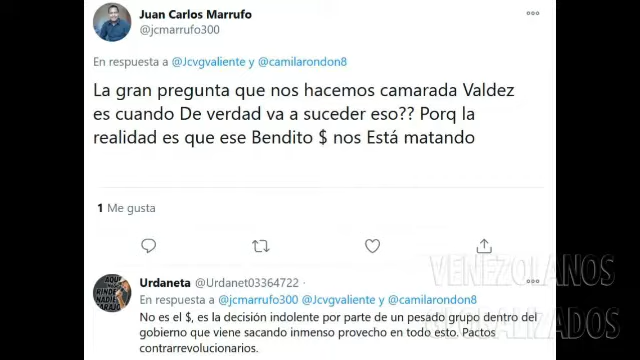 Juan Carlos Marrufo
@jcmarrufo300
En respuesta a @Jcvgvaliente y @camilarondon8
La gran pregunta que nos hacemos camarada Valdez
es cuando De verdad va a suceder eso?? Porq la
realidad es que ese Bendito $ nos Está matando
1 Me gusta
Urdaneta @Urdanet03364722 ·
En respuesta a @jcmarrufo300 @Jcvgvaliente y @camilarondon8
No es el $, es la decisión indolente por parte de un pesado grupo dentro del
gobierno que viene sacando inmenso provecho en todo esto. Pactos
contrarrevolucionarios.
VENEZOLANOS